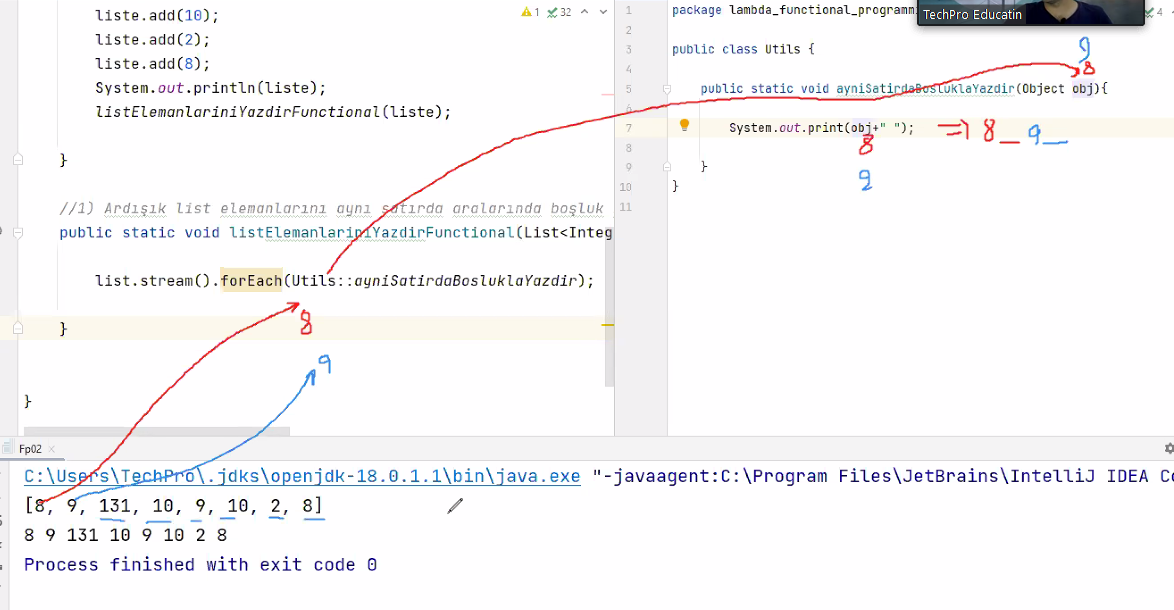 liste.add(10);
liste.add(2);
liste.add(8);
System.out.println(liste);
listElemanlariniYazdirFunctional(liste);
}
//1) Ardışık list elemanlarını aynı satırda aralarında boşluk
public static void listElemanlariniYazdirFunctional(List<Integ
list.stream().forEach(Utils::ayniSatirdaBosluklaYazdir);
}
8
9
}
1 32
1 package lambda_functional_programmi
2
3 public class Utils {
4
5 public static void ayniSatirdaBosluklaYazdir(Object obj){
6
7 System.out.print(obj+" "); => 8_ 9_
8
9 }
10 }
11
9
8
8
9
TechPro Educatin
4
Fp02
C:\Users\TechPro\.jdks\openjdk-18.0.1.1\bin\java.exe "-javaagent:C:\Program Files\JetBrains\IntelliJ IDEA Co
[8, 9, 131, 10, 9, 10, 2, 8]
8 9 131 10 9 10 2 8
Process finished with exit code 0